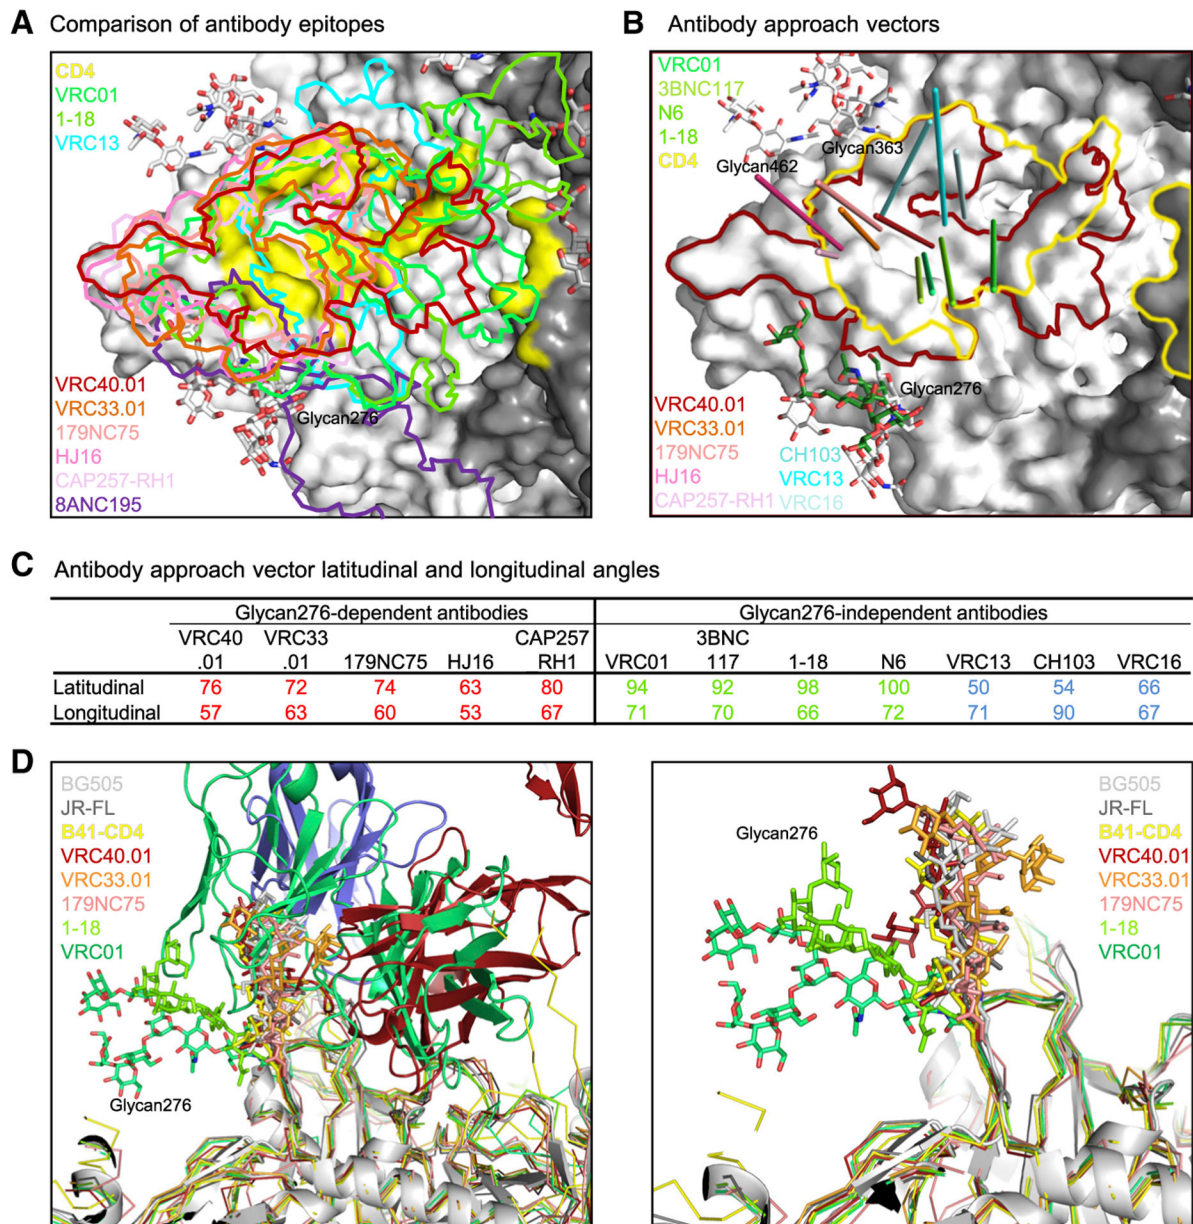 A Comparison of antibody epitopes
CD4
VRC01
1-18
VRC13
VRC40.01
VRC33.01
179NC75
HJ16
CAP257-RH1
8ANC195
Glycan276
B Antibody approach vectors
VRC01
3BNC117
N6
1-18
CD4
Glycan363
Glycan462
Glycan276
VRC40.01
VRC33.01
179NC75 CH103
HJ16 VRC13
CAP257-RH1 VRC16
C Antibody approach vector latitudinal and longitudinal angles
Glycan276-dependent antibodies Glycan276-independent antibodies
VRC40 VRC33 CAP257 3BNC
.01 .01 179NC75 HJ16 RH1 VRC01 117 1-18 N6 VRC13 CH103 VRC16
Latitudinal 76 72 74 63 80 94 92 98 100 50 54 66
Longitudinal 57 63 60 53 67 71 70 66 72 71 90 67
D
BG505
JR-FL
B41-CD4
VRC40.01
VRC33.01
179NC75
1-18
VRC01
Glycan276
Glycan276
BG505
JR-FL
B41-CD4
VRC40.01
VRC33.01
179NC75
1-18
VRC01